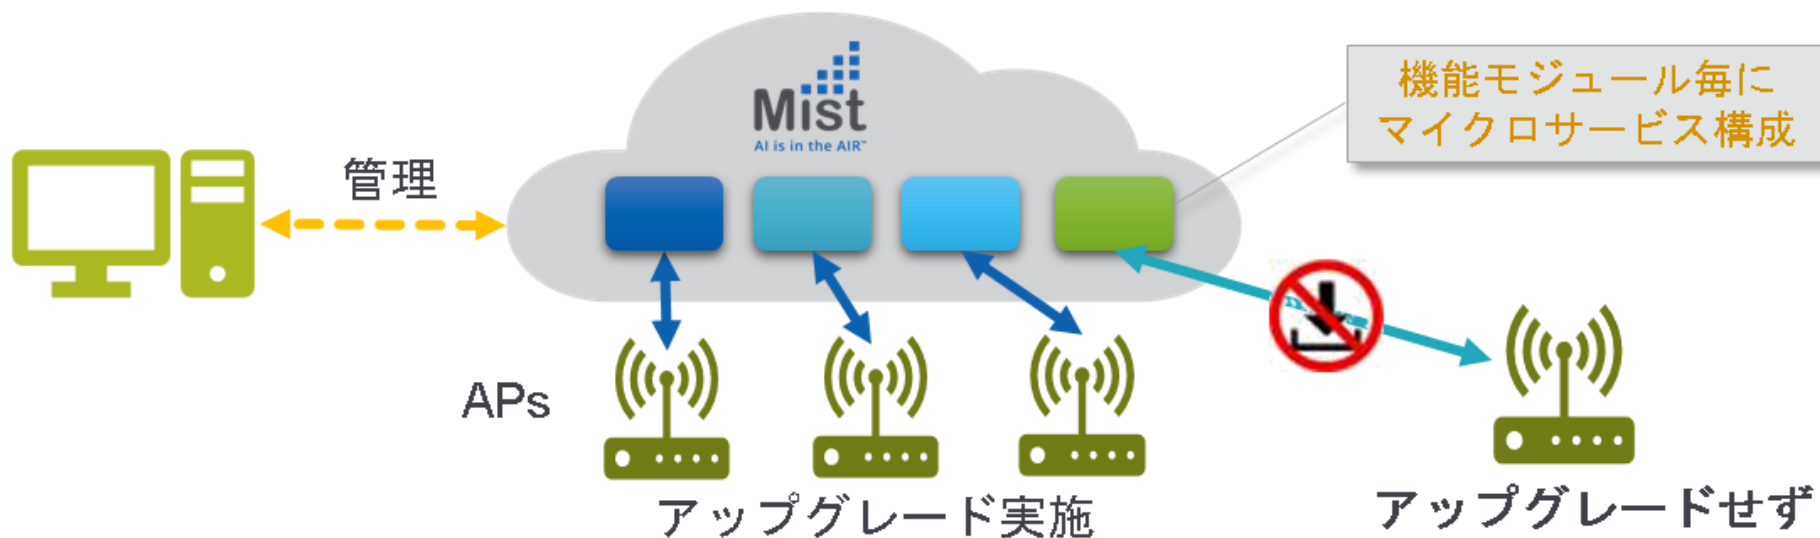 Mist
AI is in the AIR™
機能モジュール毎に
マイクロサービス構成
管理
APs
アップグレード実施
アップグレードせず